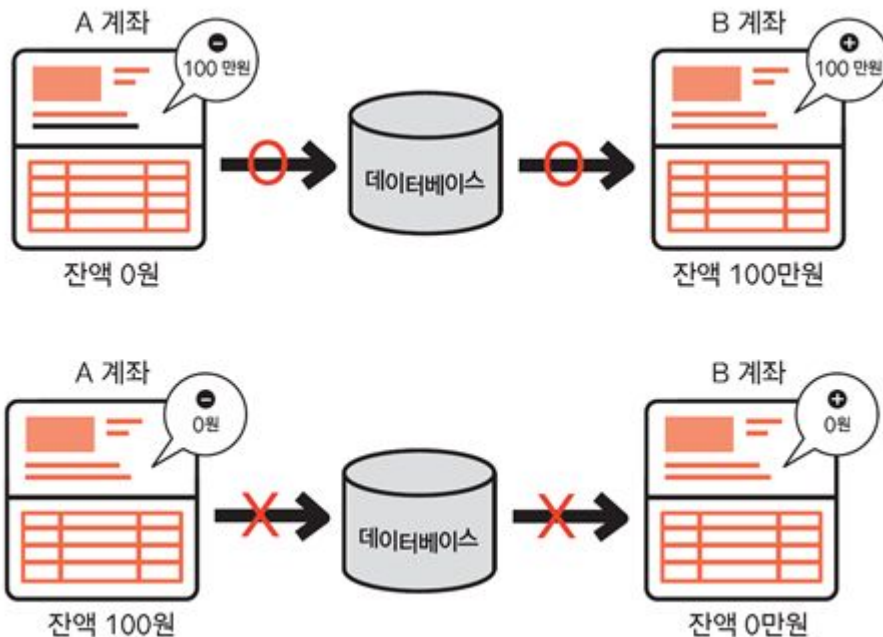 A 계좌
100 만원
잔액 0원
데이터베이스
B 계좌
100 만원
잔액 100만원
A 계좌
0원
잔액 100원
데이터베이스
B 계좌
0원
잔액 0만원